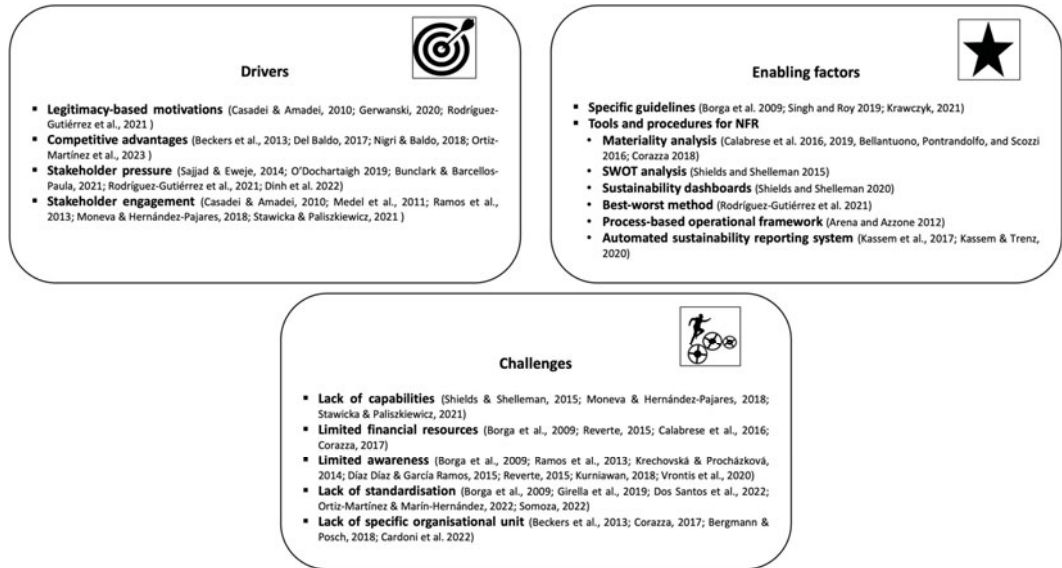 Drivers
▪ Legitimacy-based motivations (Casadei & Amadei, 2010; Gerwanski, 2020; Rodríguez-
Gutiérrez et al., 2021 )
▪ Competitive advantages (Beckers et al., 2013; Del Baldo, 2017; Nigri & Baldo, 2018; Ortiz-
Martínez et al., 2023 )
▪ Stakeholder pressure (Sajjad & Eweje, 2014; O'Dochartaigh 2019; Bunclark & Barcellos-
Paula, 2021; Rodríguez-Gutiérrez et al., 2021; Dinh et al. 2022)
▪ Stakeholder engagement (Casadei & Amadei, 2010; Medel et al., 2011; Ramos et al.,
2013; Moneva & Hernández-Pajares, 2018; Stawicka & Paliszkiewicz, 2021 )
Enabling factors
▪ Specific guidelines (Borga et al. 2009; Singh and Roy 2019; Krawczyk, 2021)
▪ Tools and procedures for NFR
• Materiality analysis (Calabrese et al. 2016, 2019, Bellantuono, Pontrandolfo, and Scozzi
2016; Corazza 2018)
• SWOT analysis (Shields and Shelleman 2015)
• Sustainability dashboards (Shields and Shelleman 2020)
• Best-worst method (Rodríguez-Gutiérrez et al. 2021)
• Process-based operational framework (Arena and Azzone 2012)
• Automated sustainability reporting system (Kassem et al., 2017; Kassem & Trenz,
2020)
Challenges
▪ Lack of capabilities (Shields & Shelleman, 2015; Moneva & Hernández-Pajares, 2018;
Stawicka & Paliszkiewicz, 2021)
▪ Limited financial resources (Borga et al., 2009; Reverte, 2015; Calabrese et al., 2016;
Corazza, 2017)
▪ Limited awareness (Borga et al., 2009; Ramos et al., 2013; Krechovská & Procházková,
2014; Díaz Díaz & García Ramos, 2015; Reverte, 2015; Kurniawan, 2018; Vrontis et al., 2020)
▪ Lack of standardisation (Borga et al., 2009; Girella et al., 2019; Dos Santos et al., 2022;
Ortiz-Martínez & Marín-Hernández, 2022; Somoza, 2022)
▪ Lack of specific organisational unit (Beckers et al., 2013; Corazza, 2017; Bergmann &
Posch, 2018; Cardoni et al. 2022)